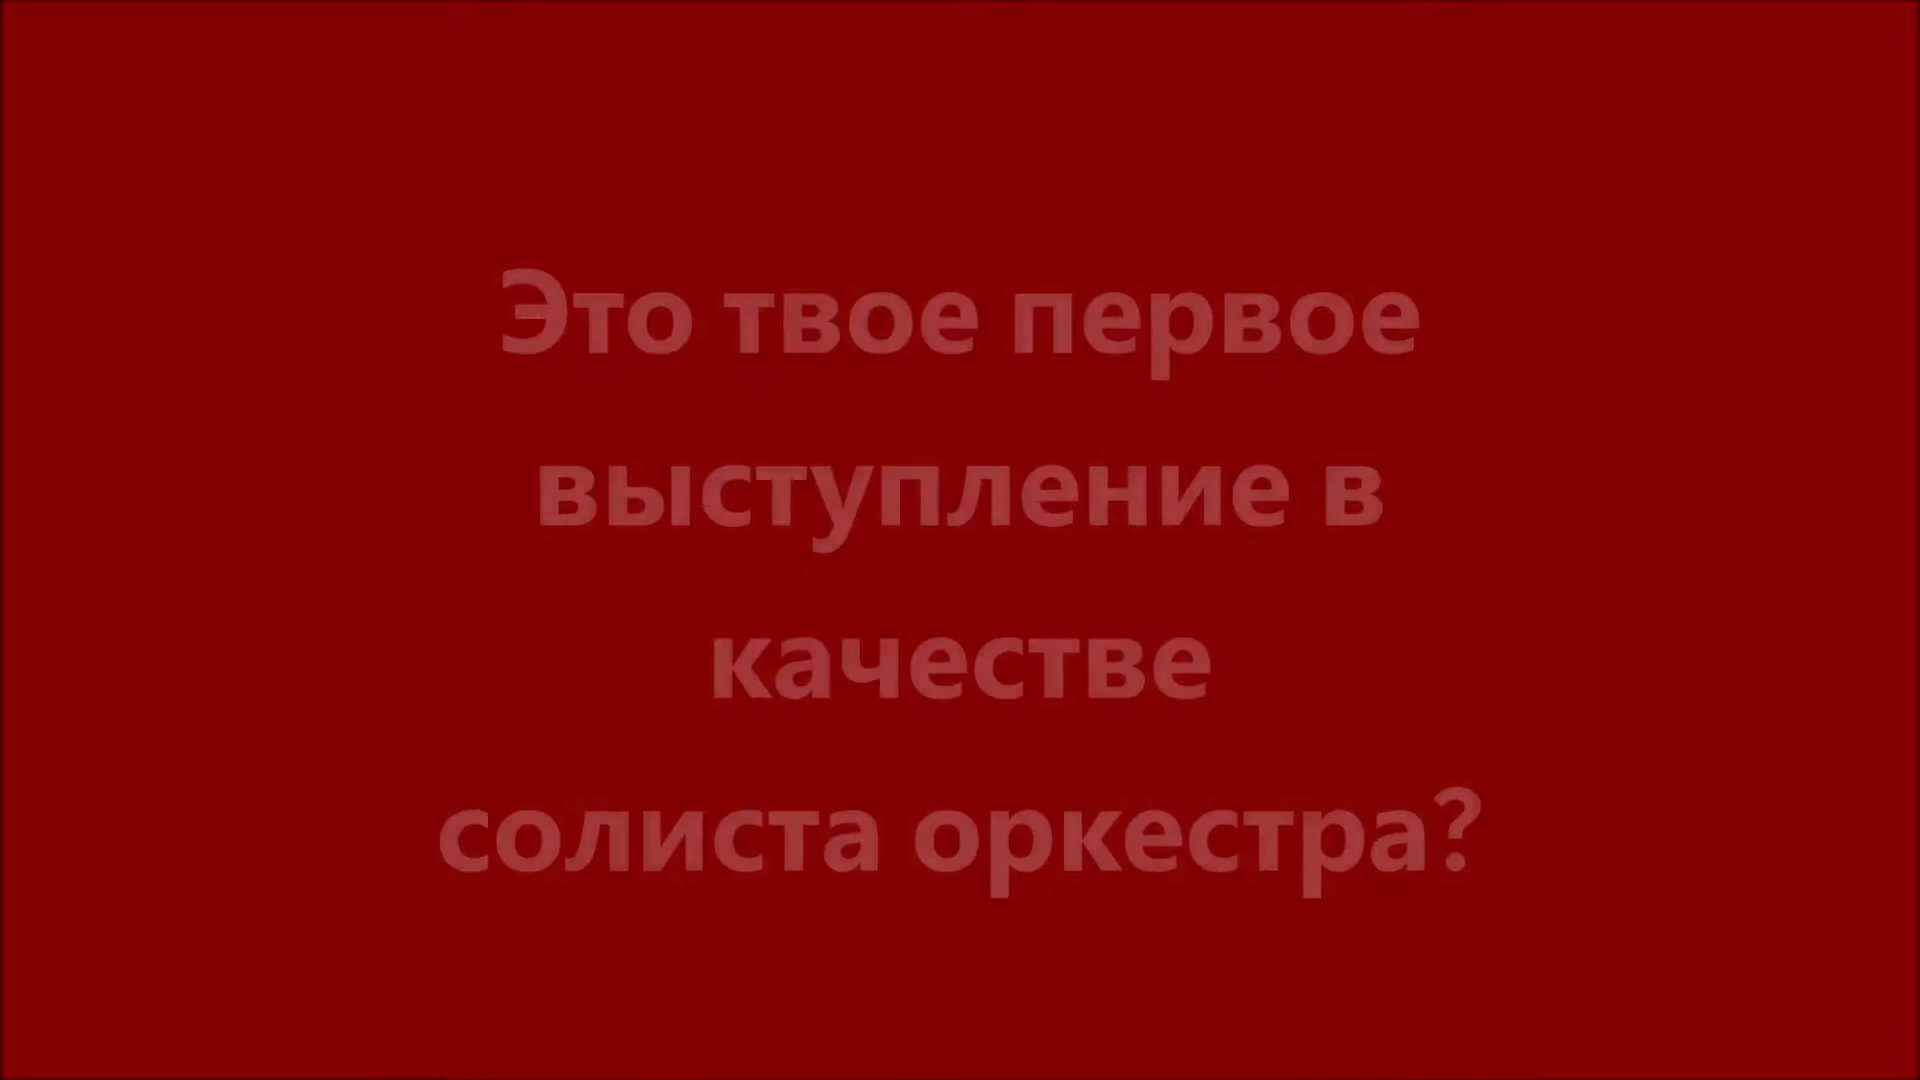 Это твое первое
выступление в
качестве
солиста оркестра?